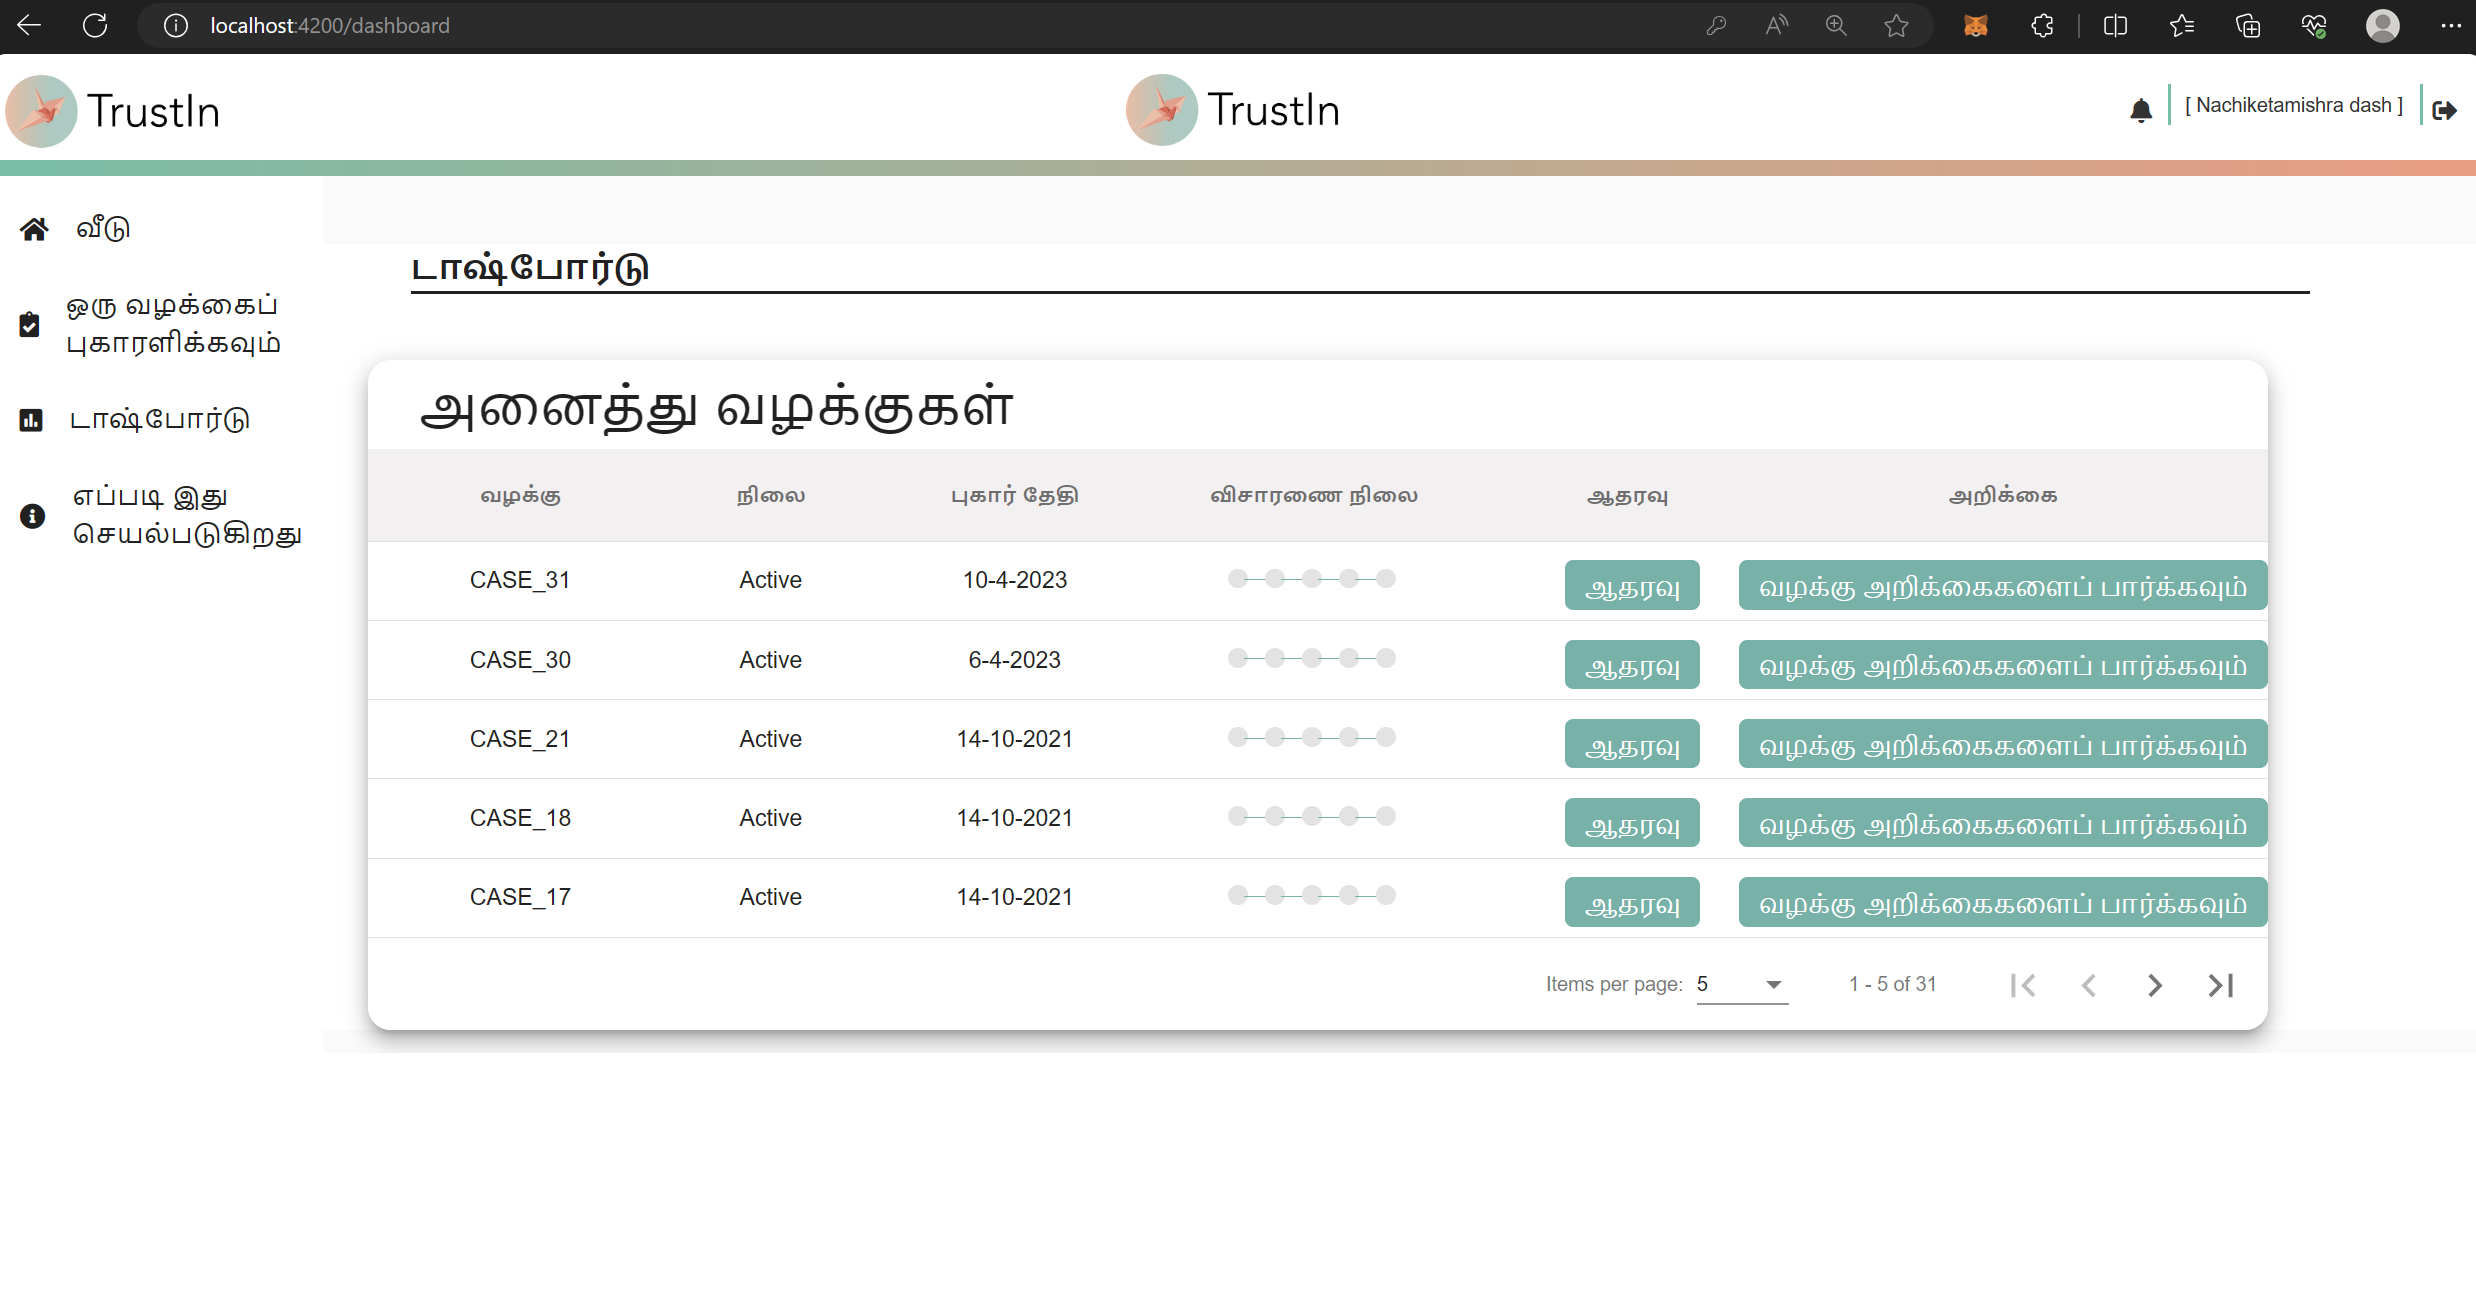 localhost:4200/dashboard
TrustIn
TrustIn
[ Nachiketamishra dash ]
வீடு
ஒரு வழக்கைப்
புகாரளிக்கவும்
டாஷ்போர்டு
எப்படி இது
செயல்படுகிறது
டாஷ்போர்டு
அனைத்து வழக்குகள்
வழக்கு நிலை புகார் தேதி விசாரணை நிலை ஆதரவு அறிக்கை
CASE_31 Active 10-4-2023 ஆதரவு வழக்கு அறிக்கைகளைப் பார்க்கவும்
CASE_30 Active 6-4-2023 ஆதரவு வழக்கு அறிக்கைகளைப் பார்க்கவும்
CASE_21 Active 14-10-2021 ஆதரவு வழக்கு அறிக்கைகளைப் பார்க்கவும்
CASE_18 Active 14-10-2021 ஆதரவு வழக்கு அறிக்கைகளைப் பார்க்கவும்
CASE_17 Active 14-10-2021 ஆதரவு வழக்கு அறிக்கைகளைப் பார்க்கவும்
Items per page: 5 1 - 5 of 31